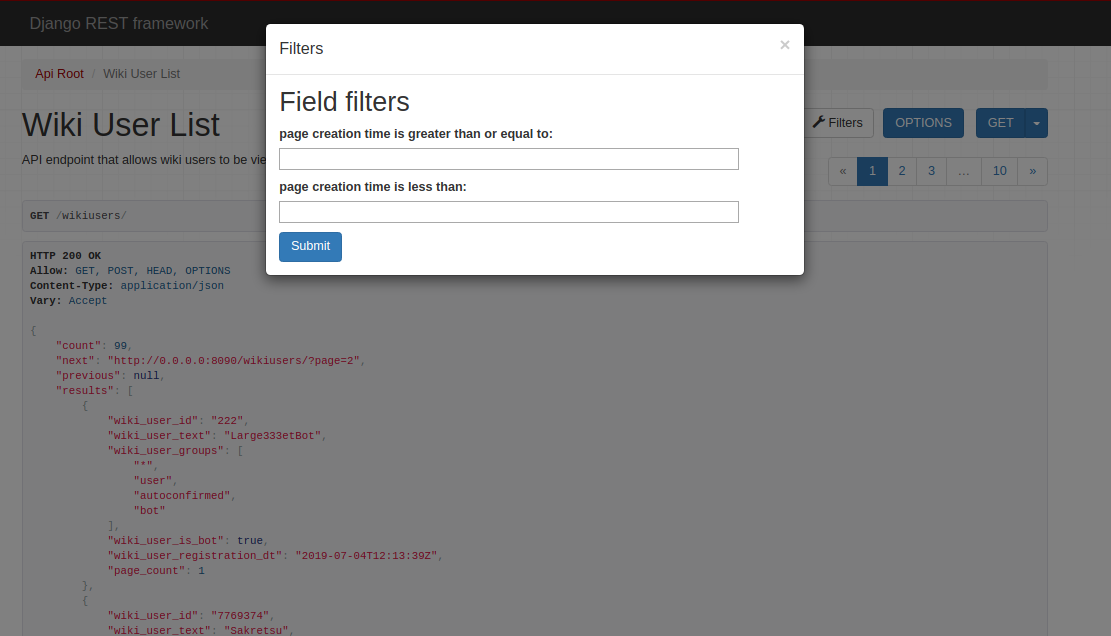 Django REST framework
Filters
×
Api Root / Wiki User List
Field filters
Wiki User List
Filters
OPTIONS
GET
page creation time is greater than or equal to:
API endpoint that allows wiki users to be vie
« 1 2 3 … 10 »
page creation time is less than:
GET /wikiusers/
Submit
HTTP 200 OK
Allow: GET, POST, HEAD, OPTIONS
Content-Type: application/json
Vary: Accept
{
"count": 99,
"next": "http://0.0.0.0:8090/wikiusers/?page=2",
"previous": null,
"results": [
{
"wiki_user_id": "222",
"wiki_user_text": "Large333etBot",
"wiki_user_groups": [
"*",
"user",
"autoconfirmed",
"bot"
],
"wiki_user_is_bot": true,
"wiki_user_registration_dt": "2019-07-04T12:13:39Z",
"page_count": 1
},
{
"wiki_user_id": "7769374",
"wiki_user_text": "Sakretsu",